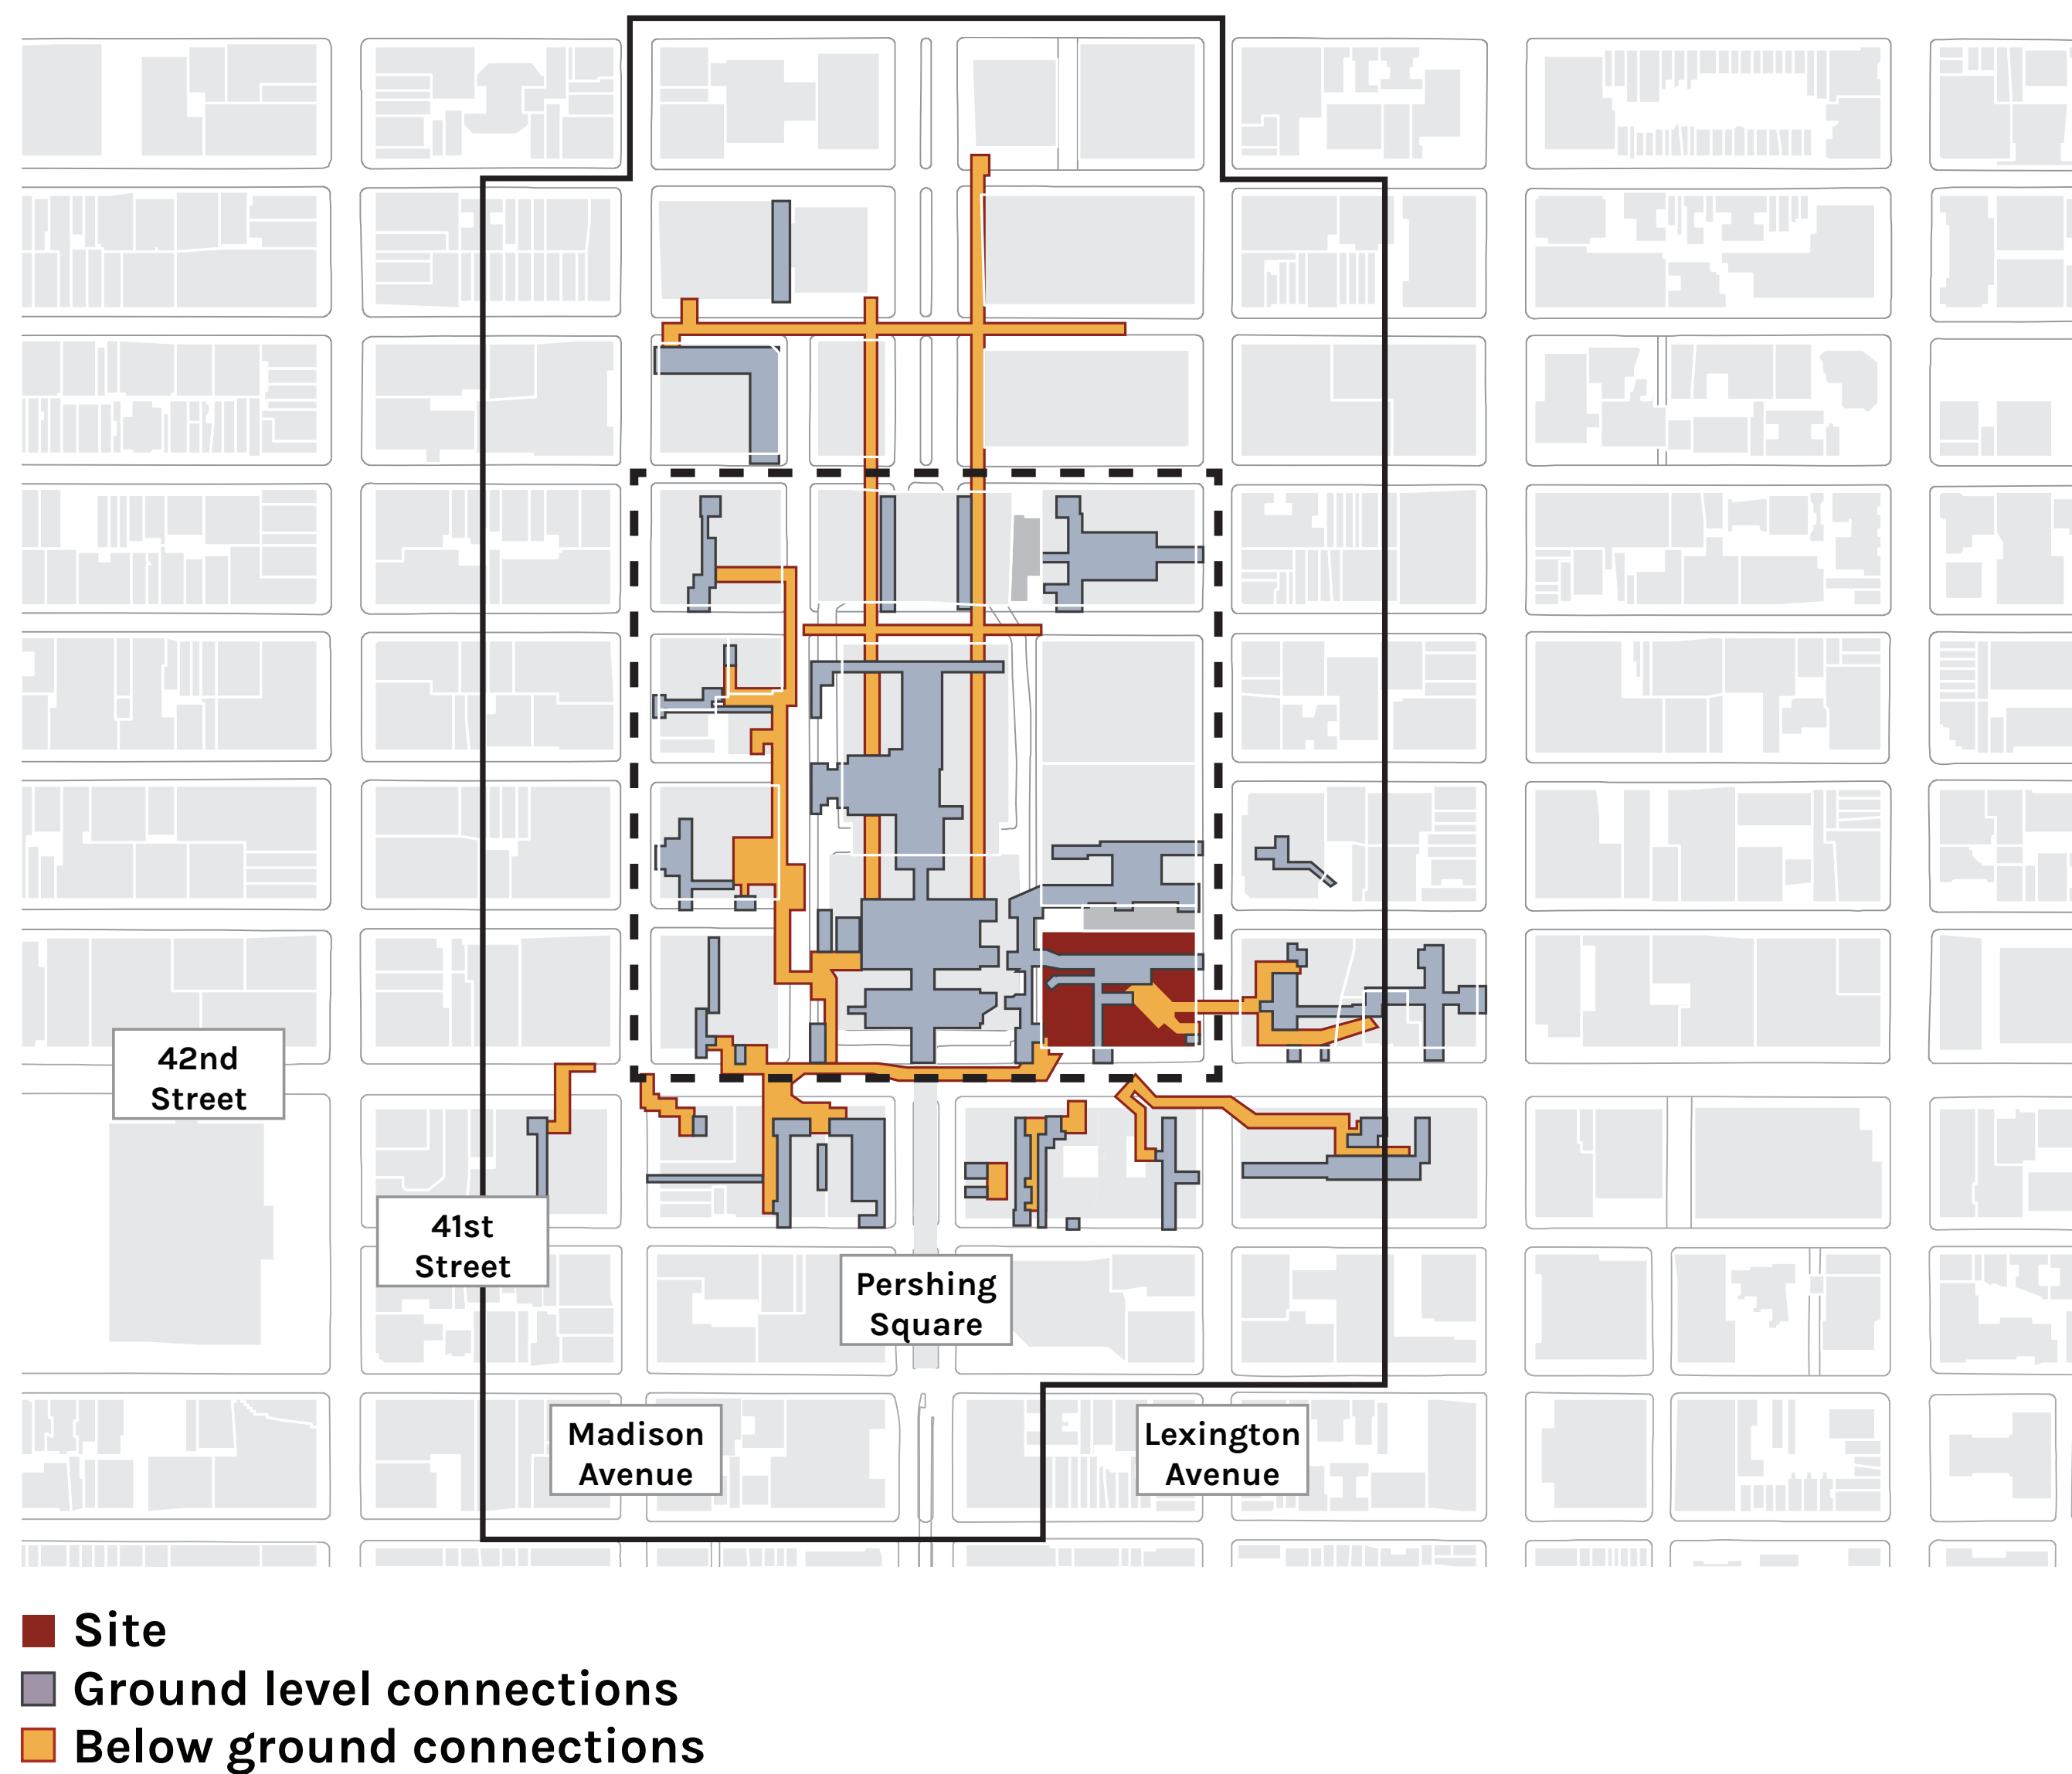 42nd
Street
41st
Street
Pershing
Square
Madison
Avenue
Lexington
Avenue
Site
Ground level connections
Below ground connections